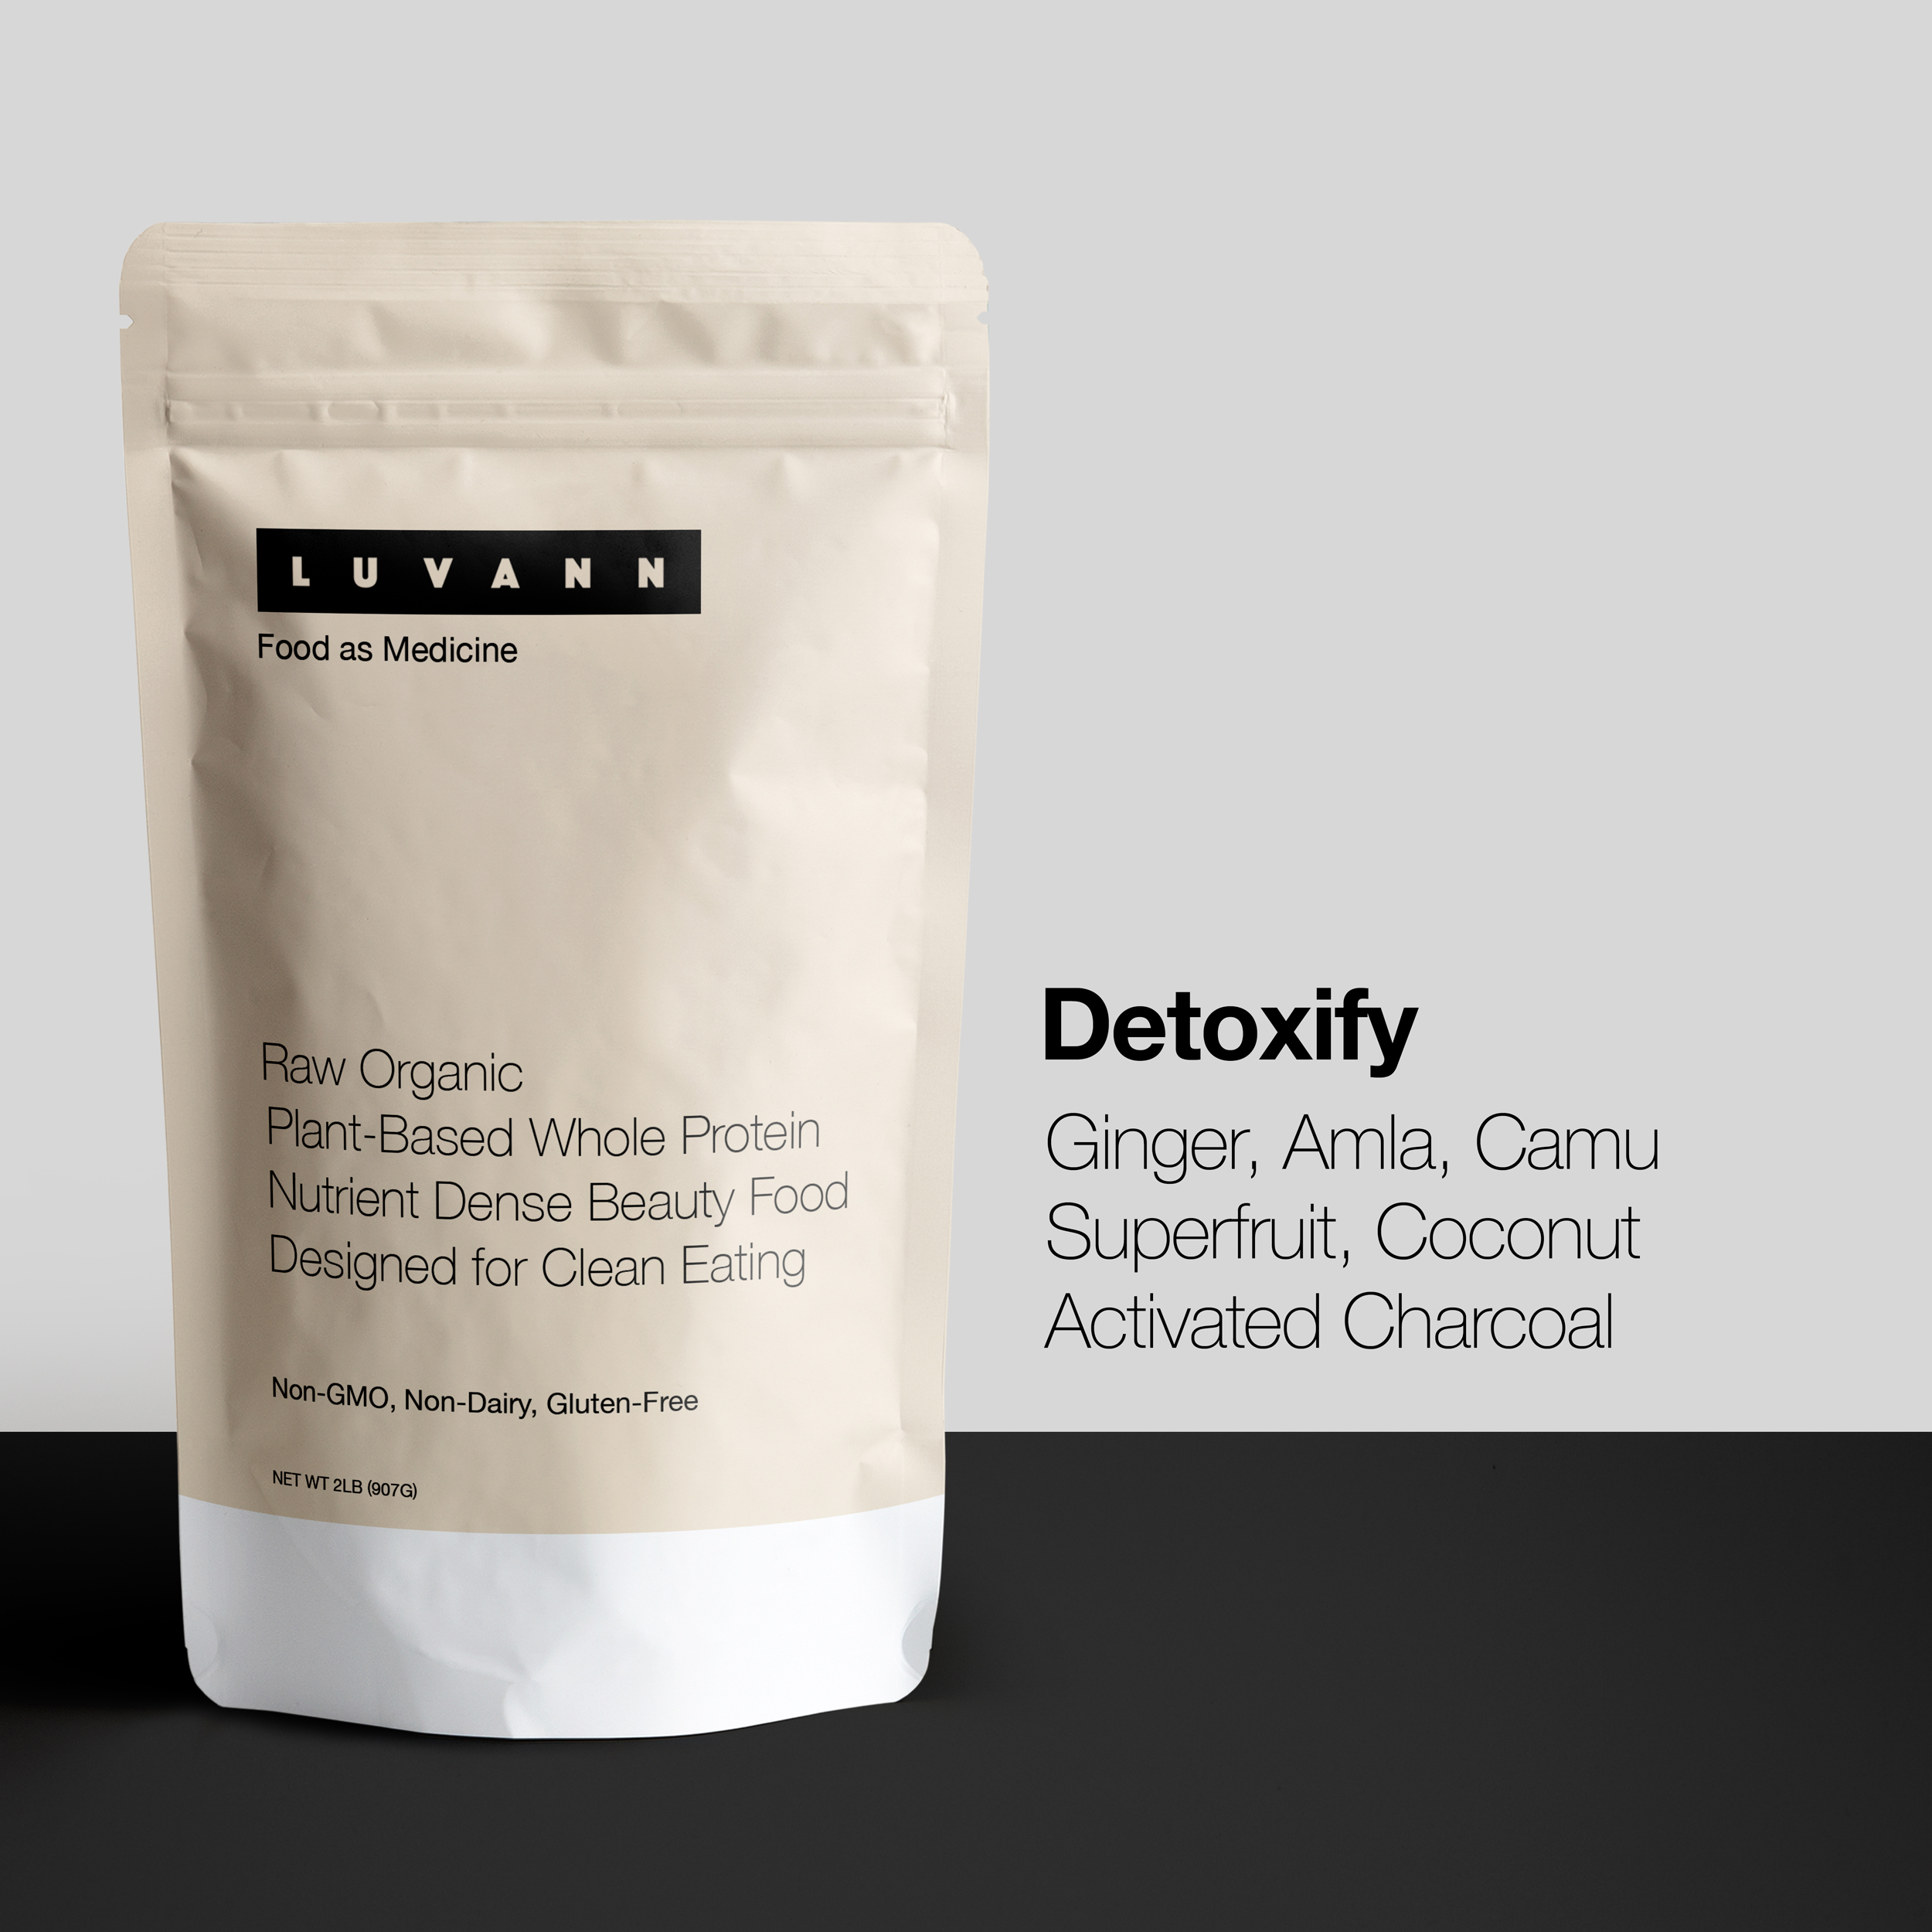 LUVANN
Food as Medicine
Raw Organic
Plant-Based Whole Protein
Nutrient Dense Beauty Food
Designed for Clean Eating
Non-GMO, Non-Dairy, Gluten-Free
NET WT 2LB (907G)
Detoxify
Ginger, Amla, Camu
Superfruit, Coconut
Activated Charcoal